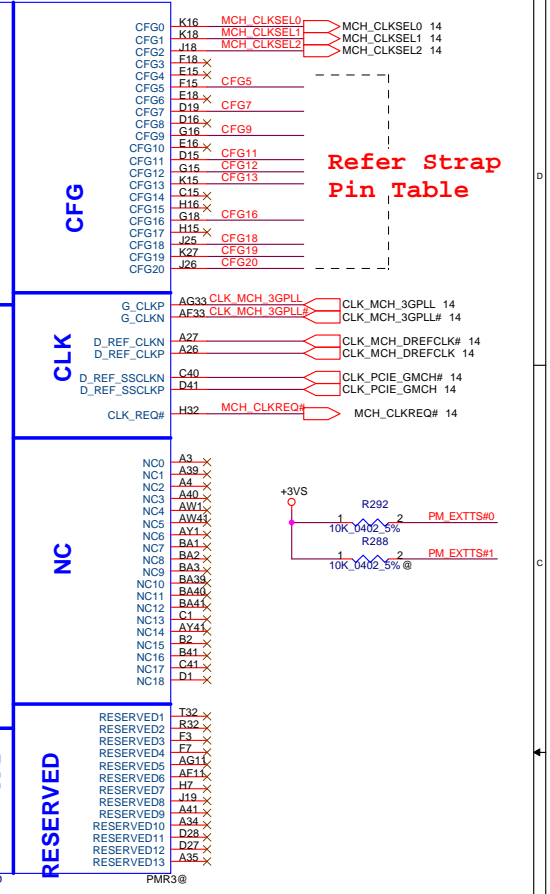 CFG0 K16 MCH_CLKSEL0 MCH_CLKSEL0 14
CFG1 K18 MCH_CLKSEL1 MCH_CLKSEL1 14
CFG2 J18 MCH_CLKSEL2 MCH_CLKSEL2 14
CFG3 F18
CFG4 E15
CFG5 F15 CFG5
CFG6 E18
CFG7 D19 CFG7
CFG8 D16
CFG9 G16 CFG9
CFG10 E16
CFG11 D15 CFG11
CFG12 G15 CFG12
CFG13 K15 CFG13
CFG14 C15
CFG15 H16
CFG16 G18 CFG16
CFG17 H15
CFG18 J25 CFG18
CFG19 K27 CFG19
CFG20 J26 CFG20
CFG
Refer Strap
Pin Table
D
G_CLKP AG33 CLK_MCH_3GPLL CLK_MCH_3GPLL 14
G_CLKN AF33 CLK_MCH_3GPLL# CLK_MCH_3GPLL# 14
D_REF_CLKN A27 CLK_MCH_DREFCLK# 14
D_REF_CLKP A26 CLK_MCH_DREFCLK 14
D_REF_SSCLKN C40 CLK_PCIE_GMCH# 14
D_REF_SSCLKP D41 CLK_PCIE_GMCH 14
CLK_REQ# H32 MCH_CLKREQ# MCH_CLKREQ# 14
CLK
NC0 A3
NC1 A39
NC2 A4
NC3 A40
NC4 AW1
NC5 AW41
NC6 AY1
NC7 BA1
NC8 BA2
NC9 BA3
NC10 BA39
NC11 BA40
NC12 BA41
NC13 C1
NC14 AY41
NC15 B2
NC16 B41
NC17 C41
NC18 D1
NC
+3VS
R292
1 2 PM_EXTTS#0
10K_0402_5%
R288
1 2 PM_EXTTS#1
10K_0402_5% @
C
RESERVED1 T32
RESERVED2 R32
RESERVED3 F3
RESERVED4 F7
RESERVED5 AG11
RESERVED6 AF11
RESERVED7 H7
RESERVED8 J19
RESERVED9 A41
RESERVED10 A34
RESERVED11 D28
RESERVED12 D27
RESERVED13 A35
RESERVED
PMR3@